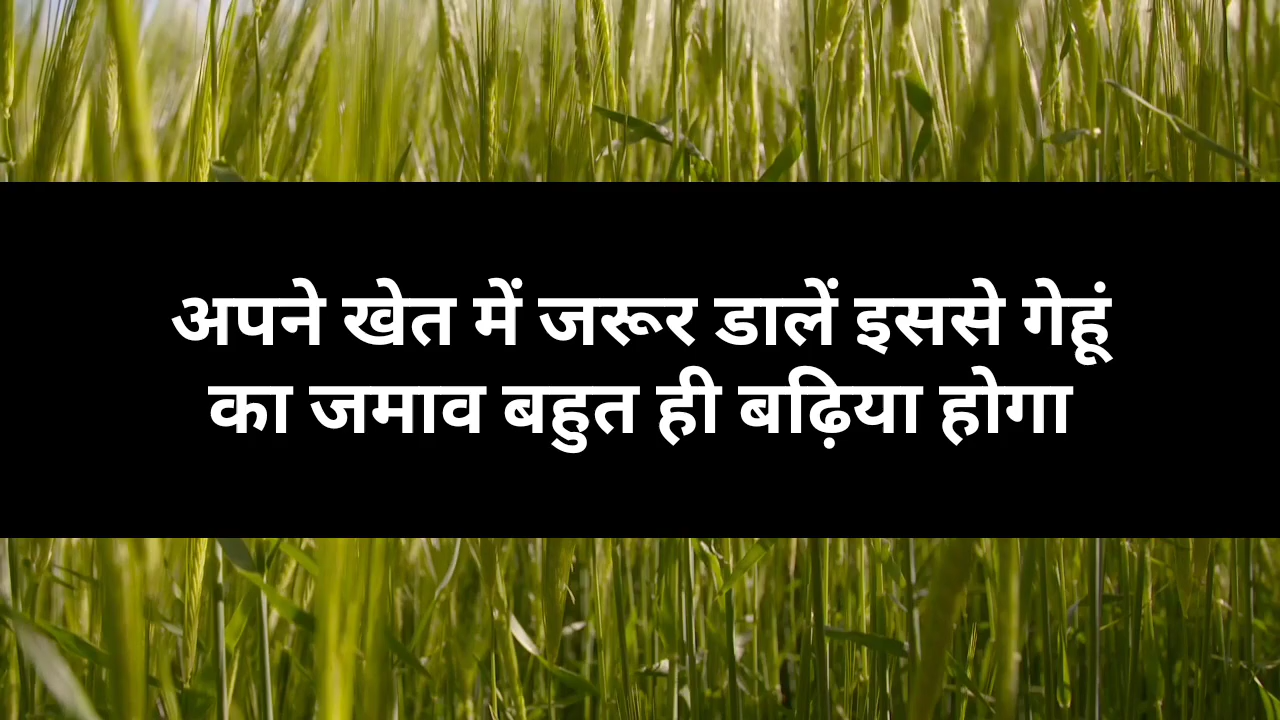 अपने खेत में जरूर डालें इससे गेहूं
का जमाव बहुत ही बढ़िया होगा